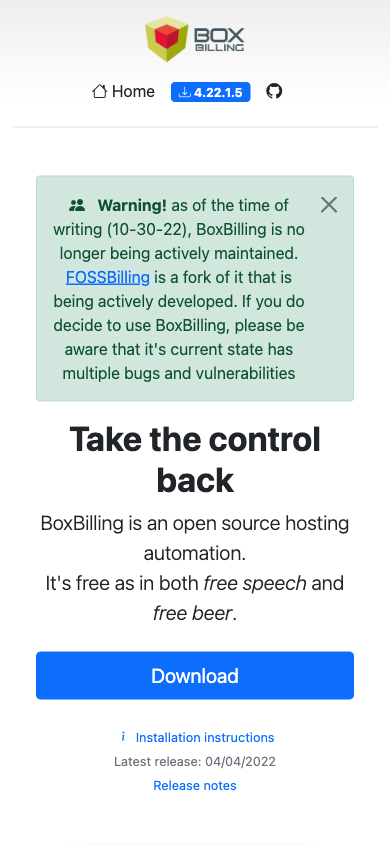 BOX
BILLING
Home
4.22.1.5
Warning! as of the time of
writing (10-30-22), BoxBilling is no
longer being actively maintained.
FOSSBilling is a fork of it that is
being actively developed. If you do
decide to use BoxBilling, please be
aware that it's current state has
multiple bugs and vulnerabilities
Take the control
back
BoxBilling is an open source hosting
automation.
It's free as in both free speech and
free beer.
Download
i Installation instructions
Latest release: 04/04/2022
Release notes